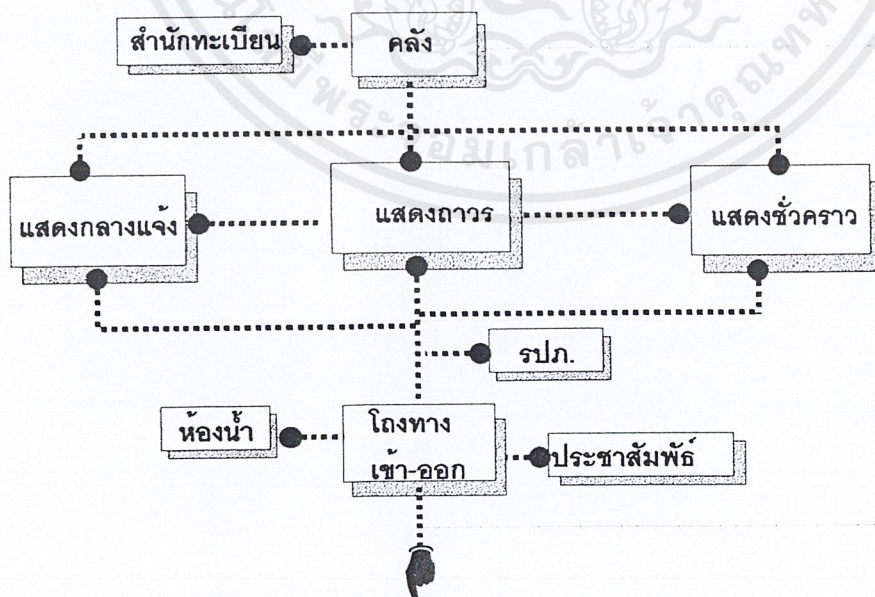 สำนักทะเบียน
คลัง
แสดงกลางแจ้ง
แสดงถาวร
แสดงชั่วคราว
รปภ.
ห้องน้ำ
โถงทาง
เข้า-ออก
ประชาสัมพัธ์